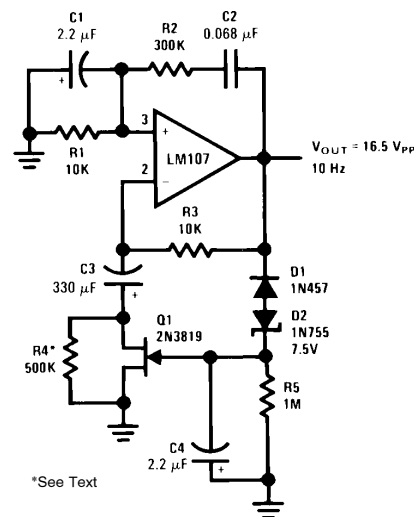 C1
2.2 μF
+
R2
300K
C2
0.068 μF
R1
10K
3
+
LM107
2
−
V_OUT = 16.5 V_PP
10 Hz
R3
10K
C3
330 μF
+
D1
1N457
D2
1N755
7.5V
Q1
2N3819
R4*
500K
R5
1M
C4
2.2 μF
+
*See Text